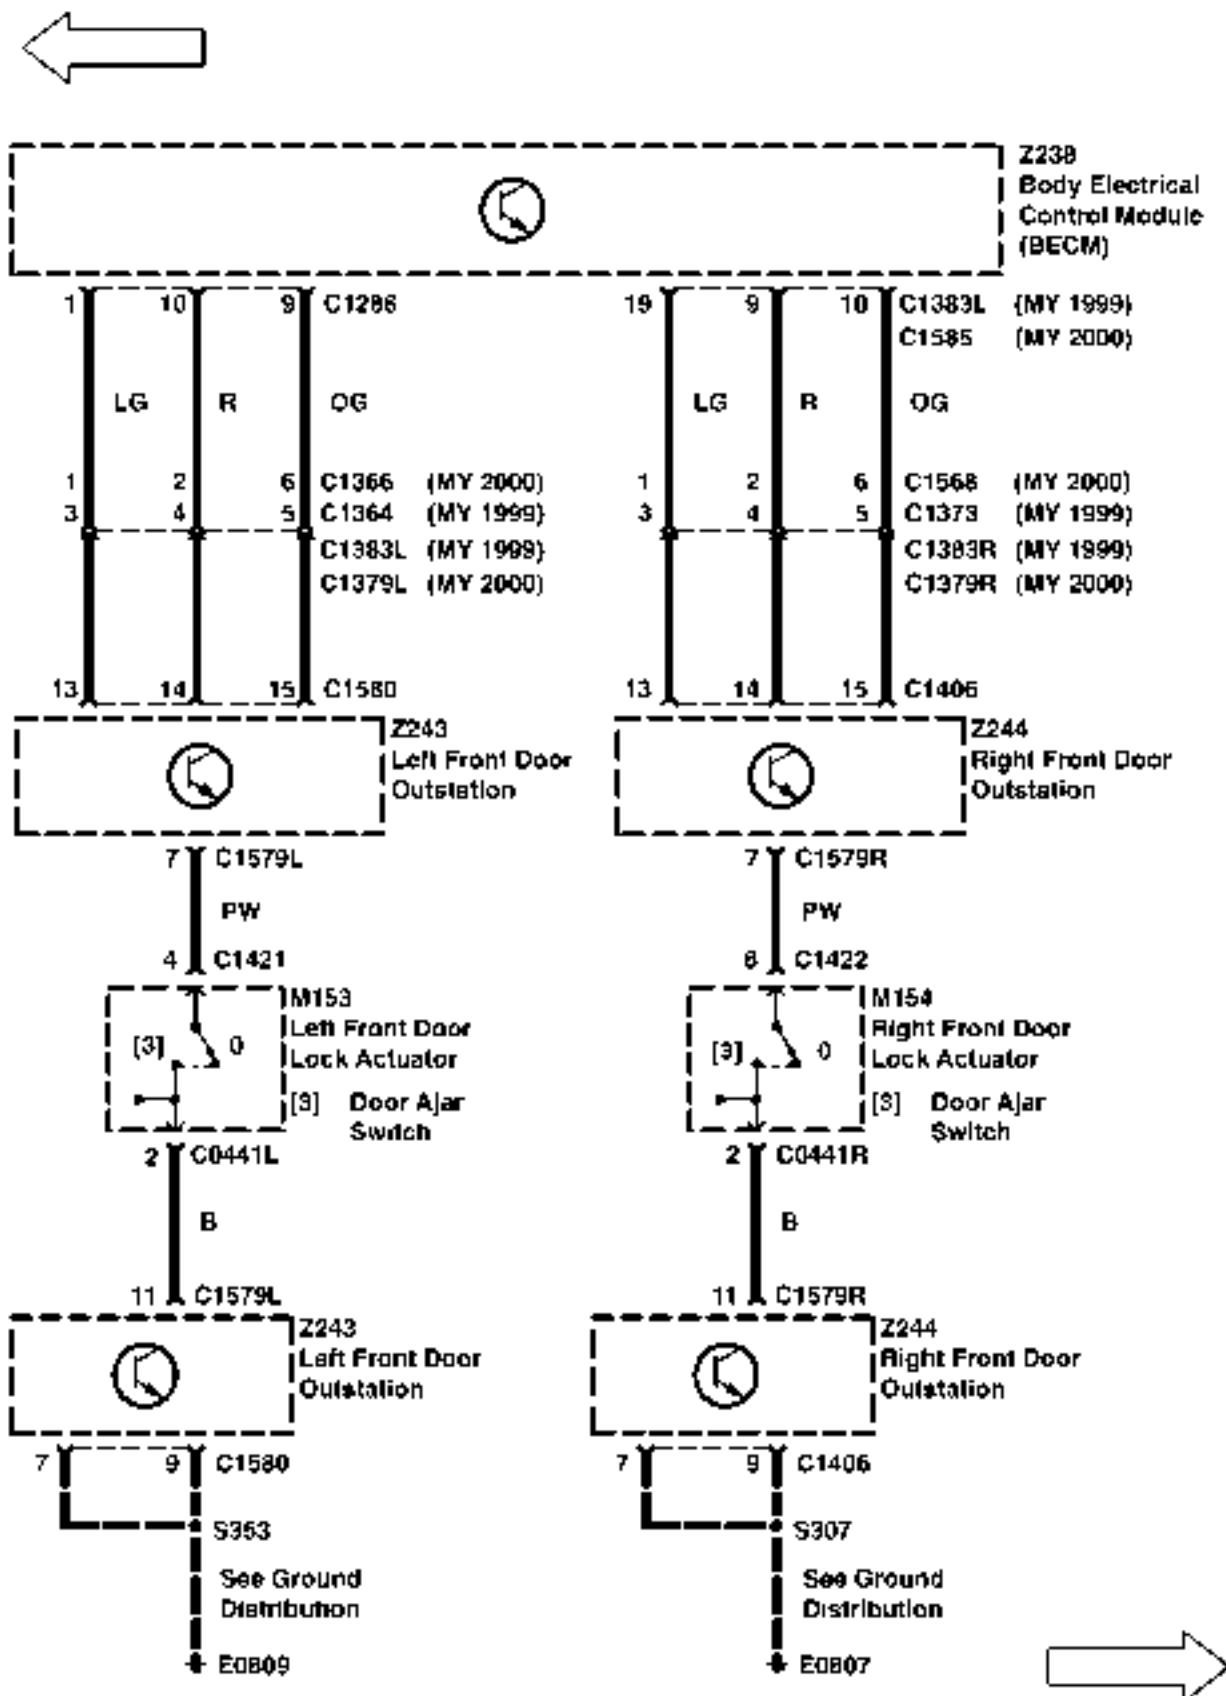 Z238
Body Electrical
Control Module
(BECM)
1 10 9 C1286
19 9 10 C1383L (MY 1999)
C1585 (MY 2000)
LG R OG
LG R OG
1 2 6 C1366 (MY 2000)
3 4 5 C1364 (MY 1999)
C1383L (MY 1999)
C1379L (MY 2000)
1 2 6 C1568 (MY 2000)
3 4 5 C1373 (MY 1999)
C1383R (MY 1999)
C1379R (MY 2000)
13 14 15 C1580
13 14 15 C1406
Z243
Left Front Door
Outstation
Z244
Right Front Door
Outstation
7 C1579L
7 C1579R
PW
PW
4 C1421
6 C1422
M153
Left Front Door
Lock Actuator
[3] 0
[3] Door Ajar
Switch
M154
Right Front Door
Lock Actuator
[3] 0
[3] Door Ajar
Switch
2 C0441L
2 C0441R
B
B
11 C1579L
11 C1579R
Z243
Left Front Door
Outstation
Z244
Right Front Door
Outstation
7 9 C1580
7 9 C1406
S353
S307
See Ground
Distribution
See Ground
Distribution
E0809
E0807